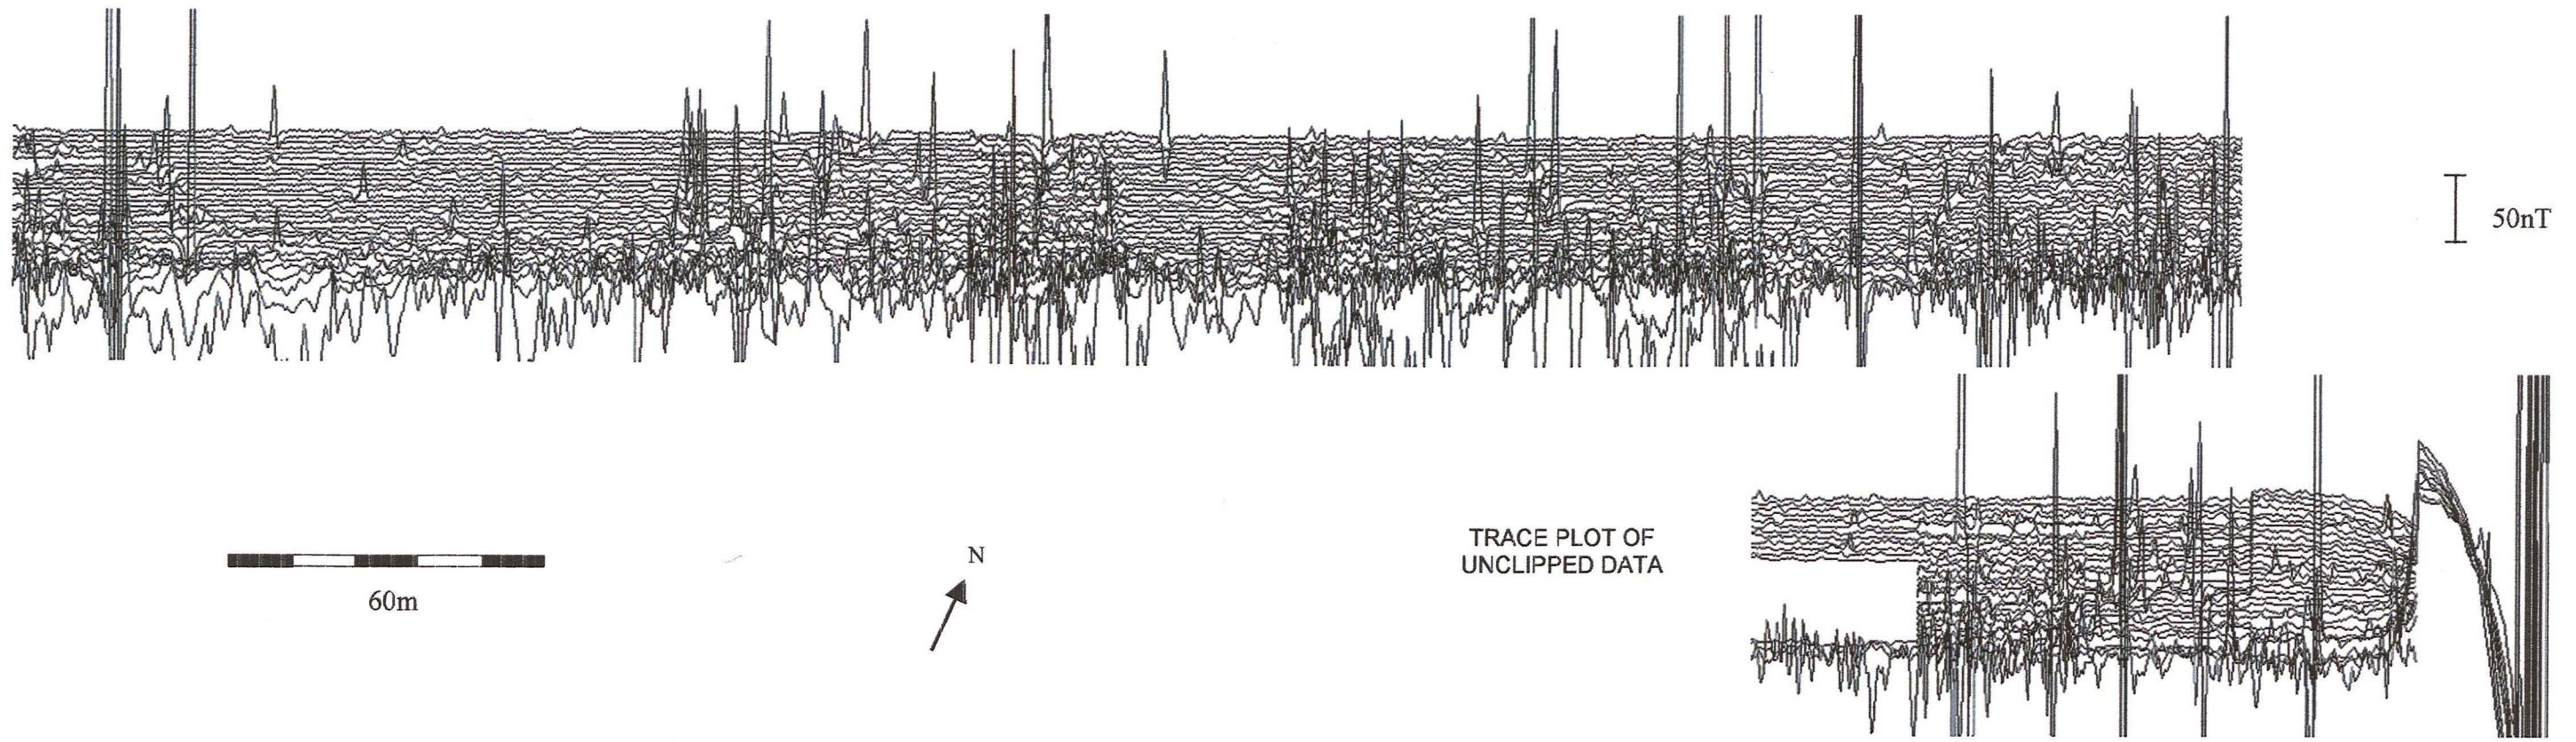 50nT
TRACE PLOT OF
UNCLIPPED DATA
N
60m